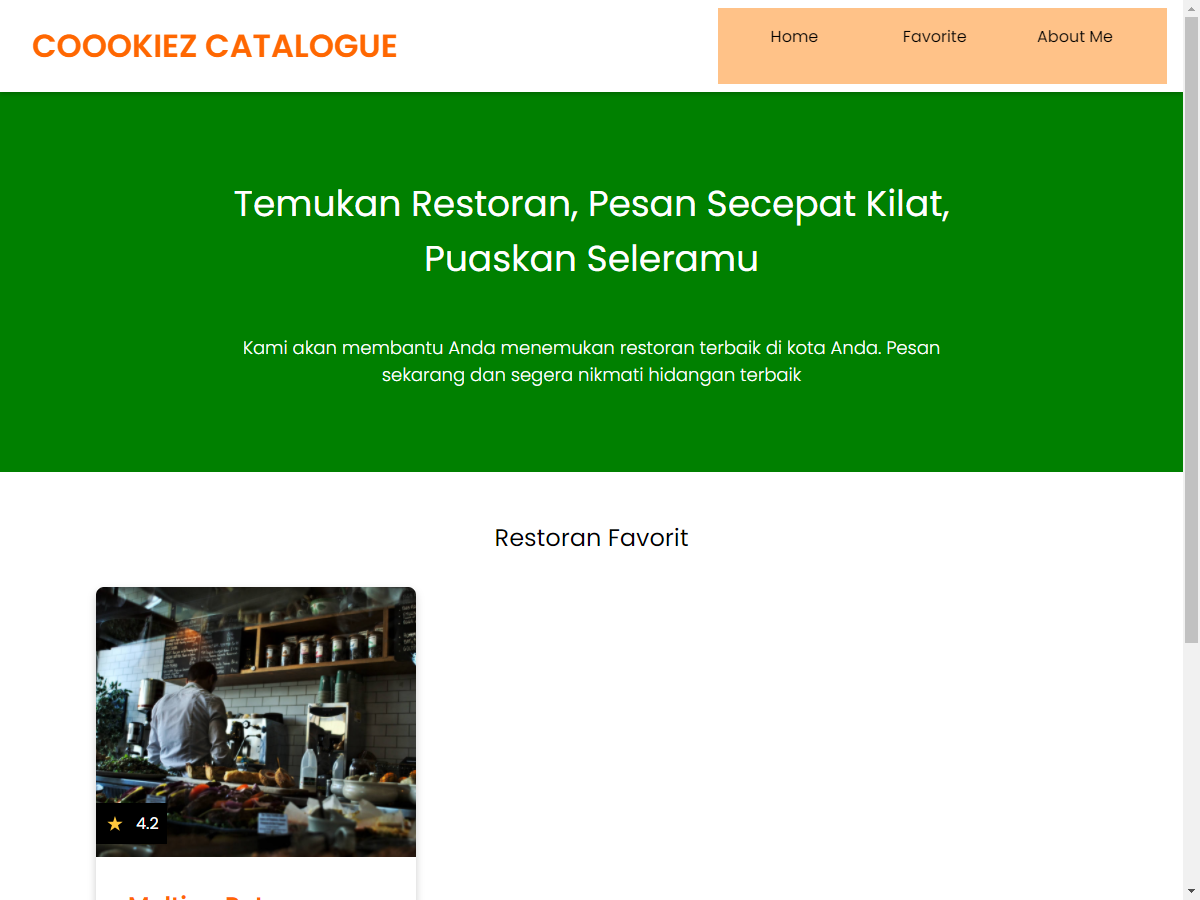 COOOKIEZ CATALOGUE
Home
Favorite
About Me
Temukan Restoran, Pesan Secepat Kilat,
Puaskan Seleramu
Kami akan membantu Anda menemukan restoran terbaik di kota Anda. Pesan
sekarang dan segera nikmati hidangan terbaik
Restoran Favorit
4.2